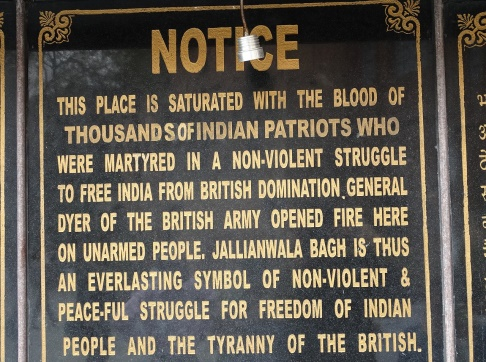 NOTICE
THIS PLACE IS SATURATED WITH THE BLOOD OF
THOUSANDS OF INDIAN PATRIOTS WHO
WERE MARTYRED IN A NON-VIOLENT STRUGGLE
TO FREE INDIA FROM BRITISH DOMINATION. GENERAL
DYER OF THE BRITISH ARMY OPENED FIRE HERE
ON UNARMED PEOPLE. JALLIANWALA BAGH IS THUS
AN EVERLASTING SYMBOL OF NON-VIOLENT &
PEACE-FUL STRUGGLE FOR FREEDOM OF INDIAN
PEOPLE AND THE TYRANNY OF THE BRITISH.